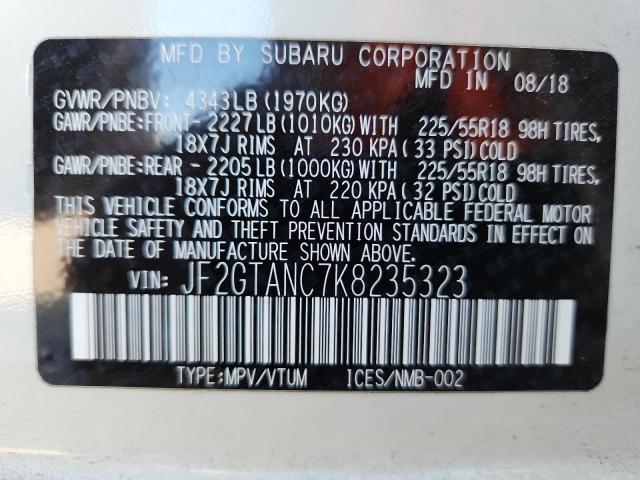 MFD BY SUBARU CORPORATION
MFD IN 08/18
GVWR/PNBV: 4343LB (1970KG)
GAWR/PNBE:FRONT-2227LB (1010KG) WITH 225/55R18 98H TIRES,
18X7J RIMS AT 230 KPA (33 PSI) COLD
GAWR/PNBE:REAR -2205LB (1000KG) WITH 225/55R18 98H TIRES,
18X7J RIMS AT 220 KPA (32 PSI) COLD
THIS VEHICLE CONFORMS TO ALL APPLICABLE FEDERAL MOTOR
VEHICLE SAFETY AND THEFT PREVENTION STANDARDS IN EFFECT ON
THE DATE OF MANUFACTURE SHOWN ABOVE.
VIN: JF2GTANC7K8235323
TYPE:MPV/VTUM ICES/NMB-002